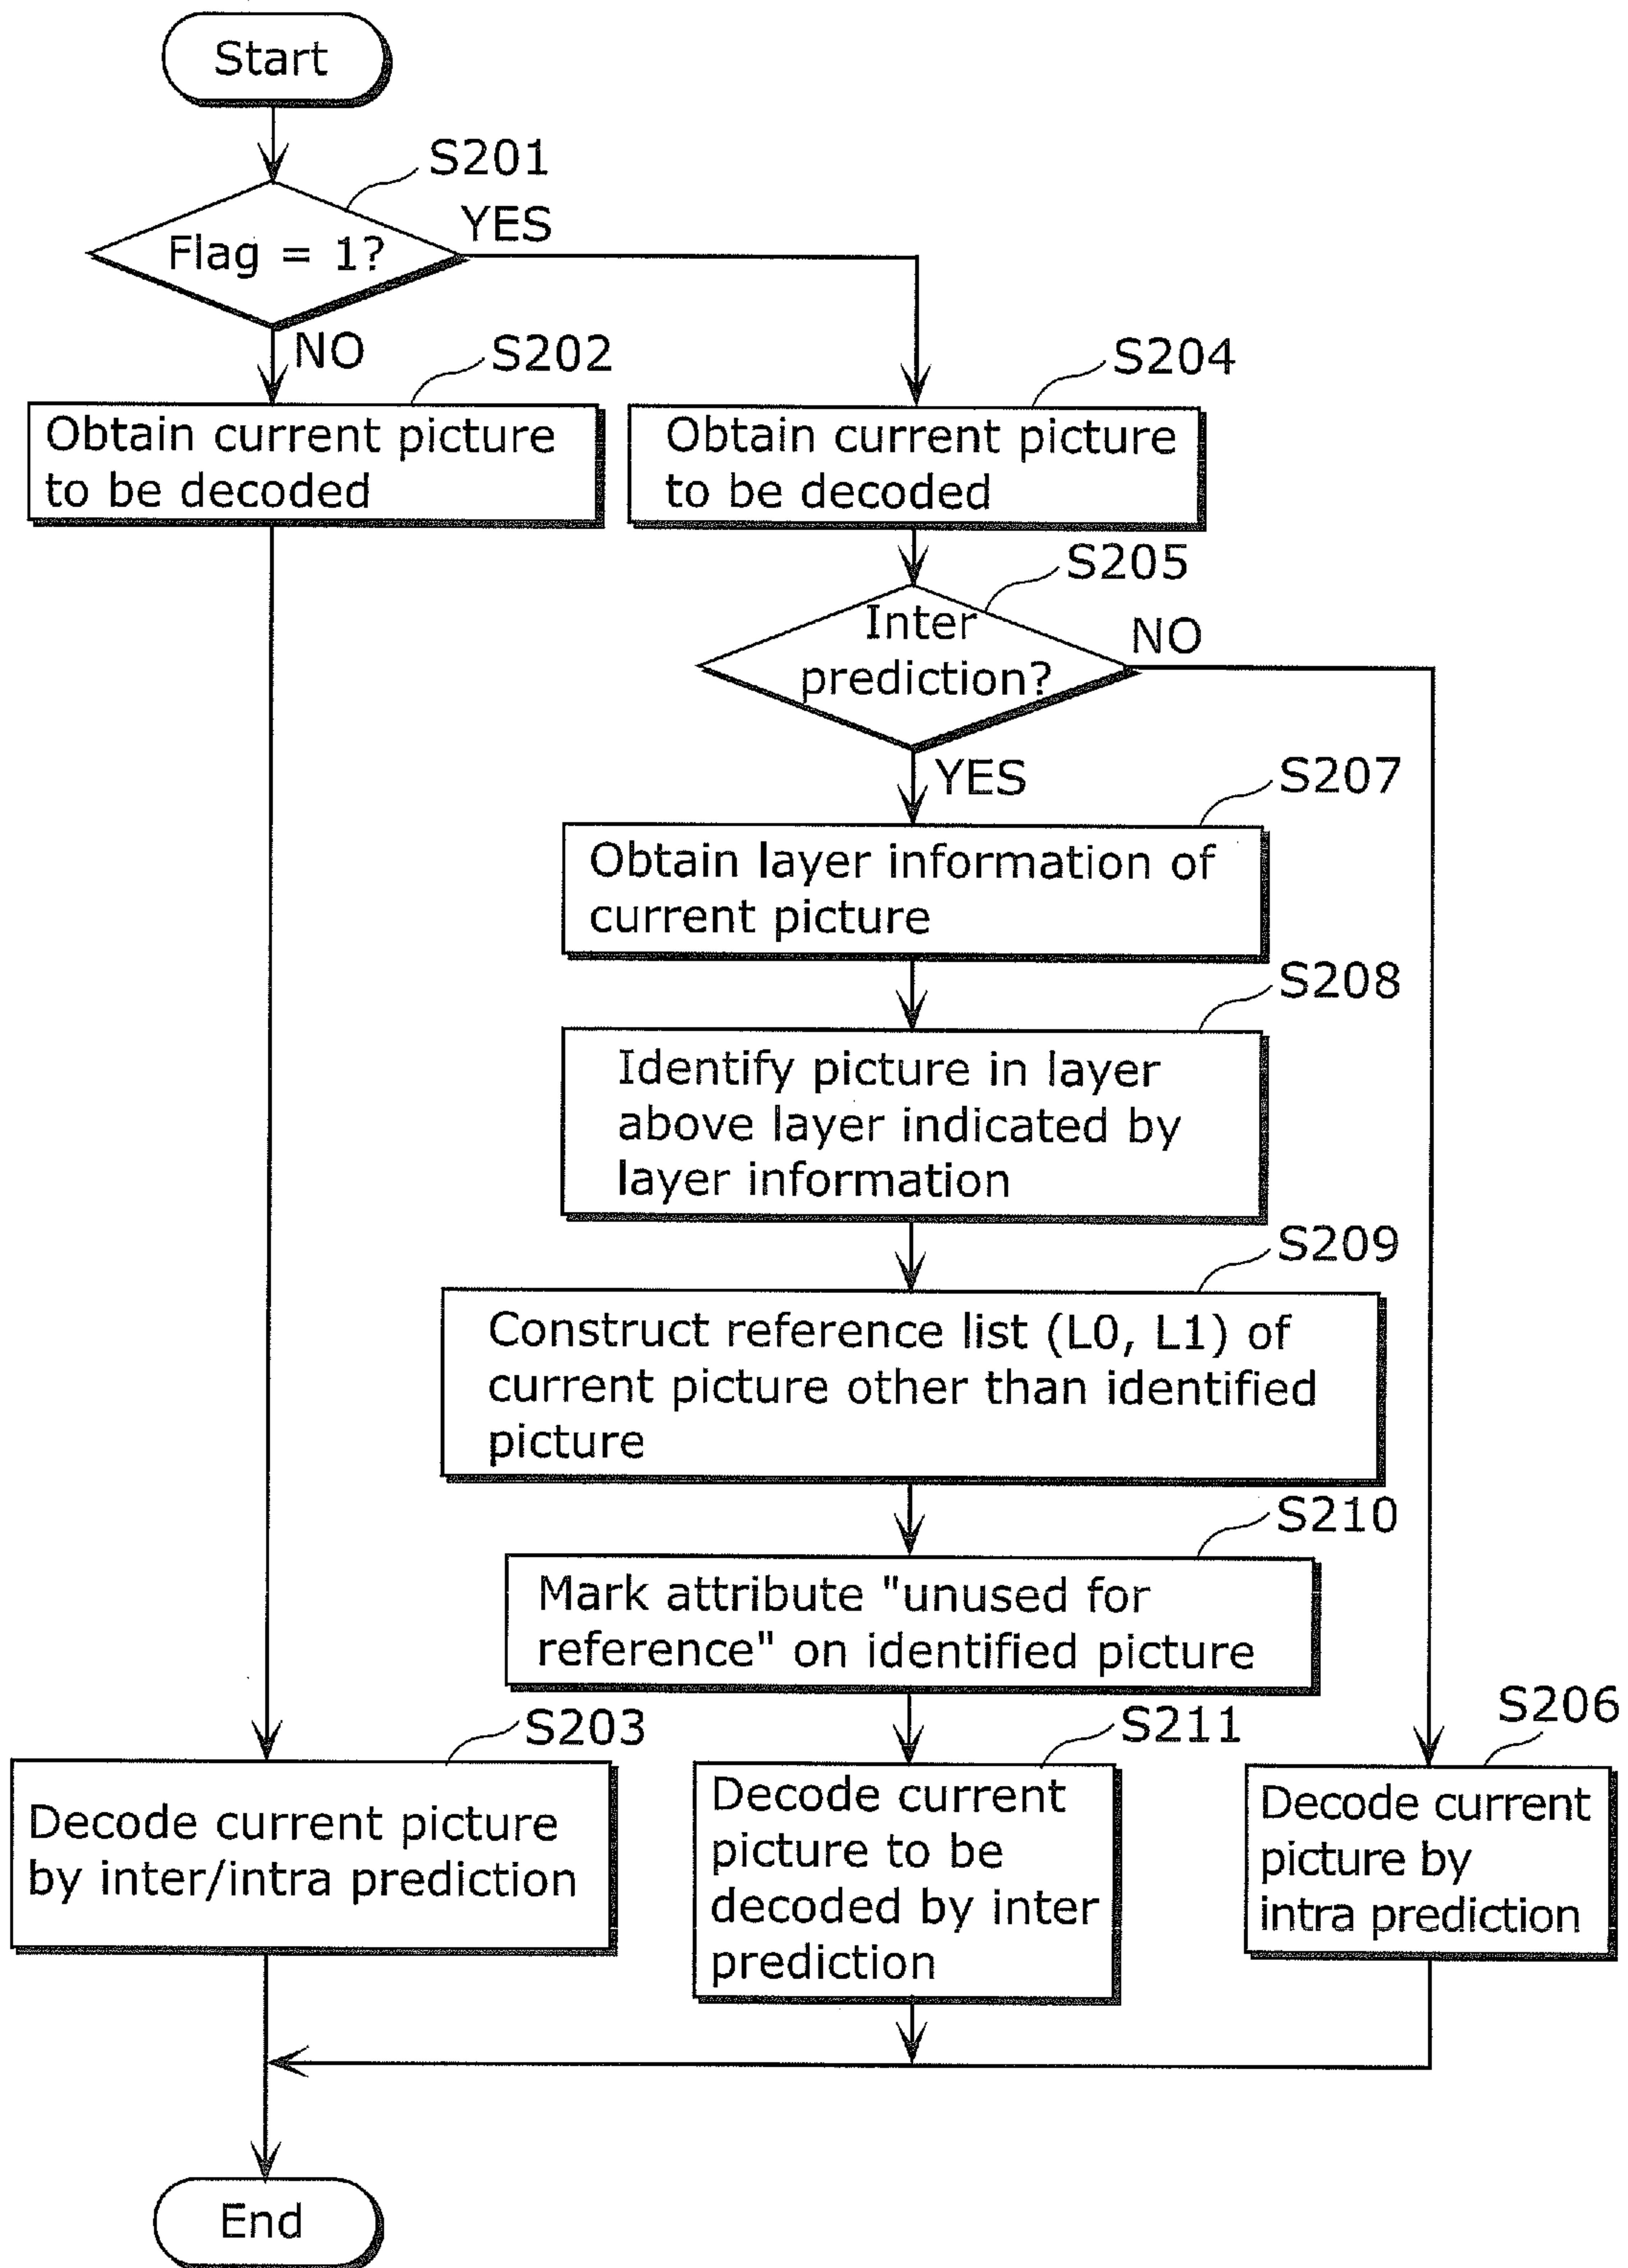 Start
S201
Flag = 1?
YES
NO
S202
S204
Obtain current picture
to be decoded
Obtain current picture
to be decoded
S205
Inter
prediction?
NO
YES
S207
Obtain layer information of
current picture
S208
Identify picture in layer
above layer indicated by
layer information
S209
Construct reference list (L0, L1) of
current picture other than identified
picture
S210
Mark attribute "unused for
reference" on identified picture
S203
Decode current picture
by inter/intra prediction
S211
Decode current
picture to be
decoded by inter
prediction
S206
Decode current
picture by
intra prediction
End